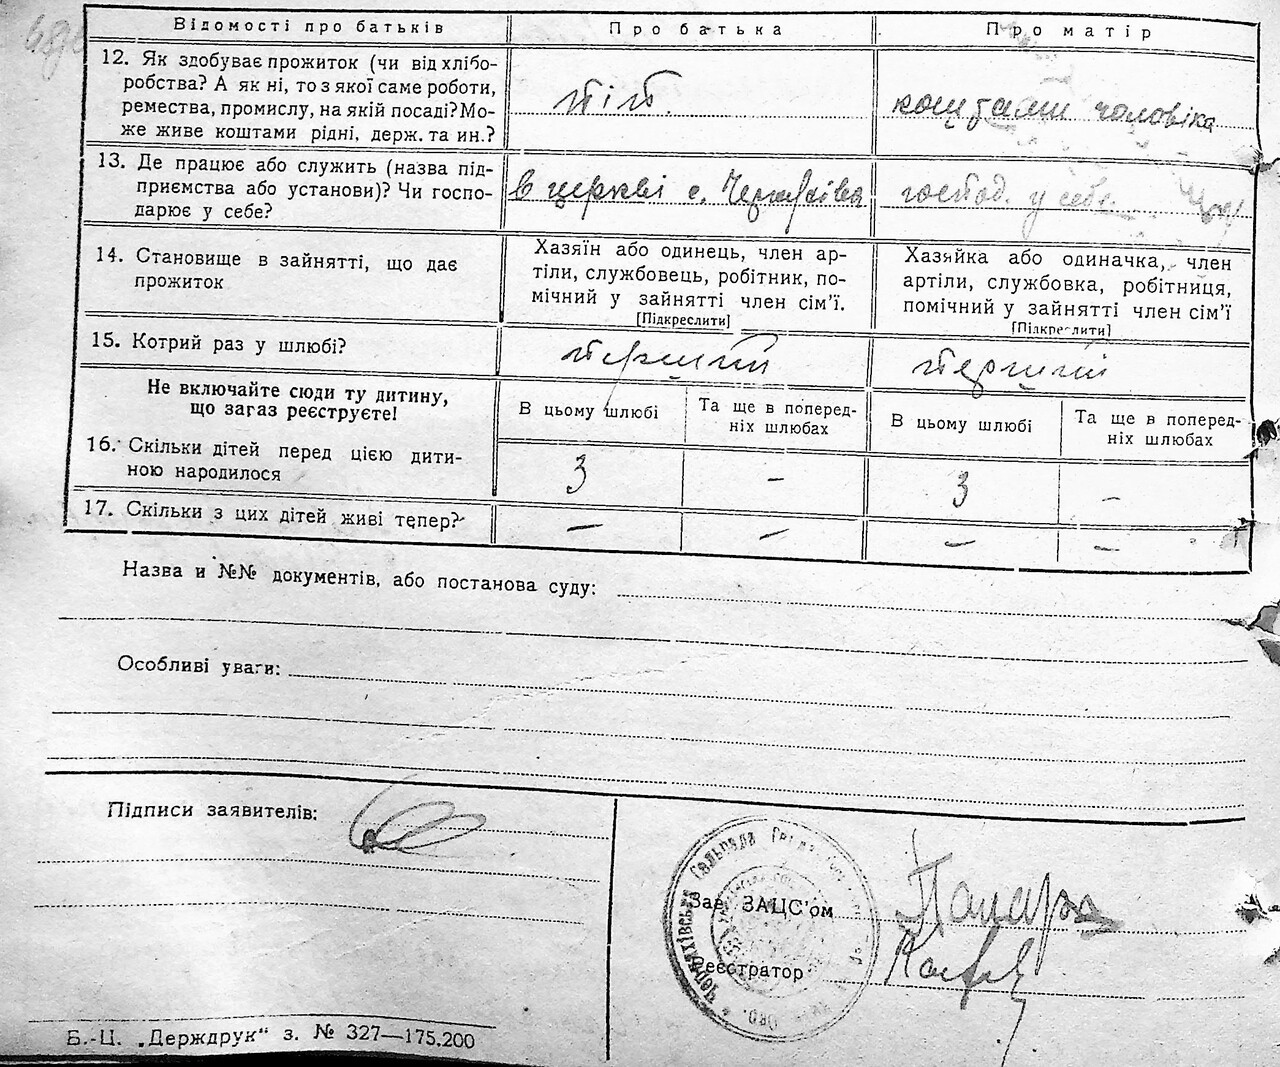 Відомості про батьків Про батька Про матір
12. Як здобуває прожиток (чи від хлібо-
робства? А як ні, то з якої саме роботи,
ремества, промислу, на якій посаді? Мо-
же живе коштами рідні, держ. та ин.?
піп.
коштами чоловіка
13. Де працює або служить (назва під-
приємства або установи)? Чи госпо-
дарює у себе?
в церкві с.
господ. у себе
14. Становище в зайнятті, що дає
прожиток
Хазяїн або одинець, член ар-
тілі, службовець, робітник, по-
мічний у зайнятті член сім'ї.
[Підкреслити]
Хазяйка або одиначка, член
артілі, службовка, робітниця,
помічний у зайнятті член сім'ї
[Підкреслити]
15. Котрий раз у шлюбі?
перший
перший
Не включайте сюди ту дитину,
що загаз реєструєте!
В цьому шлюбі
Та ще в поперед-
ніх шлюбах
В цьому шлюбі
Та ще в поперед-
ніх шлюбах
16. Скільки дітей перед цією дити-
ною народилося
3 – 3 –
17. Скільки з цих дітей живі тепер?
– – – –
Назва и №№ документів, або постанова суду:
Особливі уваги:
Підписи заявителів:
Сельрада
Зав. ЗАЦС'ом
Реєстратор
Б.-Ц. „Держдрук" з. № 327—175.200